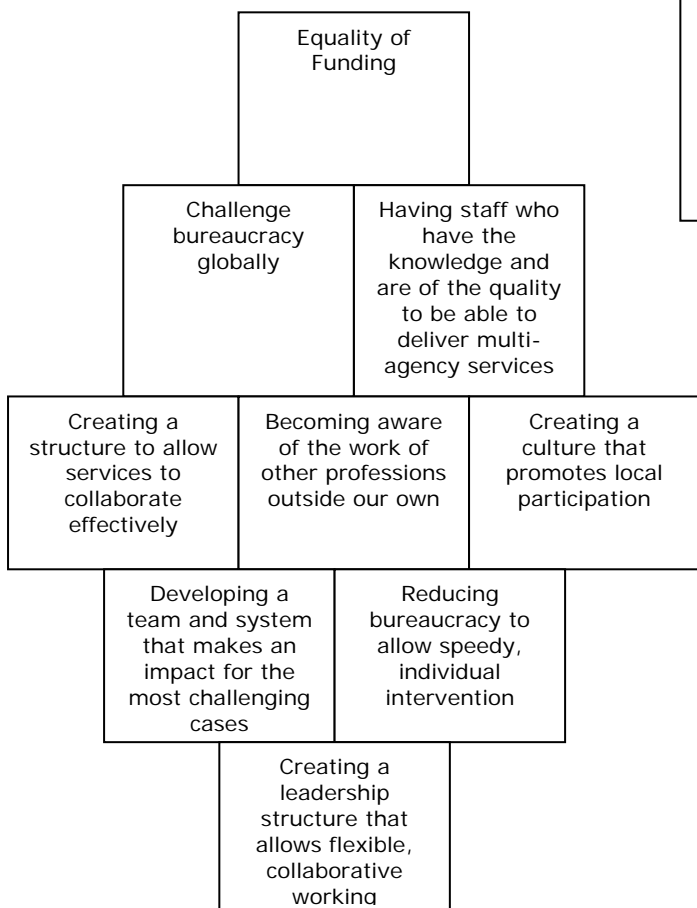 Equality of
Funding
Challenge
bureaucracy
globally
Having staff who
have the
knowledge and
are of the quality
to be able to
deliver multi-
agency services
Creating a
structure to allow
services to
collaborate
effectively
Becoming aware
of the work of
other professions
outside our own
Creating a
culture that
promotes local
participation
Developing a
team and system
that makes an
impact for the
most challenging
cases
Reducing
bureaucracy to
allow speedy,
individual
intervention
Creating a
leadership
structure that
allows flexible,
collaborative
working